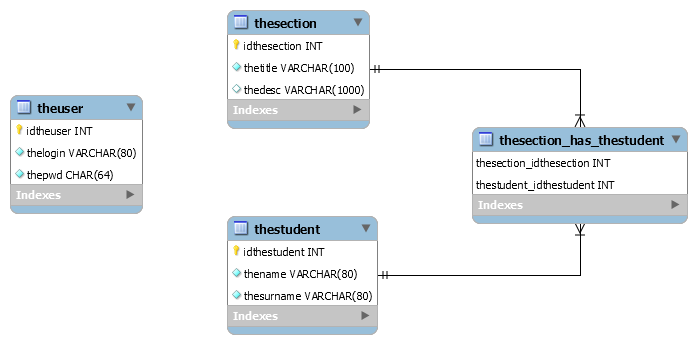 theuser
idtheuser INT
thelogin VARCHAR(80)
thepwd CHAR(64)
Indexes
thesection
idthesection INT
thetitle VARCHAR(100)
thedesc VARCHAR(1000)
Indexes
thestudent
idthestudent INT
thename VARCHAR(80)
thesurname VARCHAR(80)
Indexes
thesection_has_thestudent
thesection_idthesection INT
thestudent_idthestudent INT
Indexes